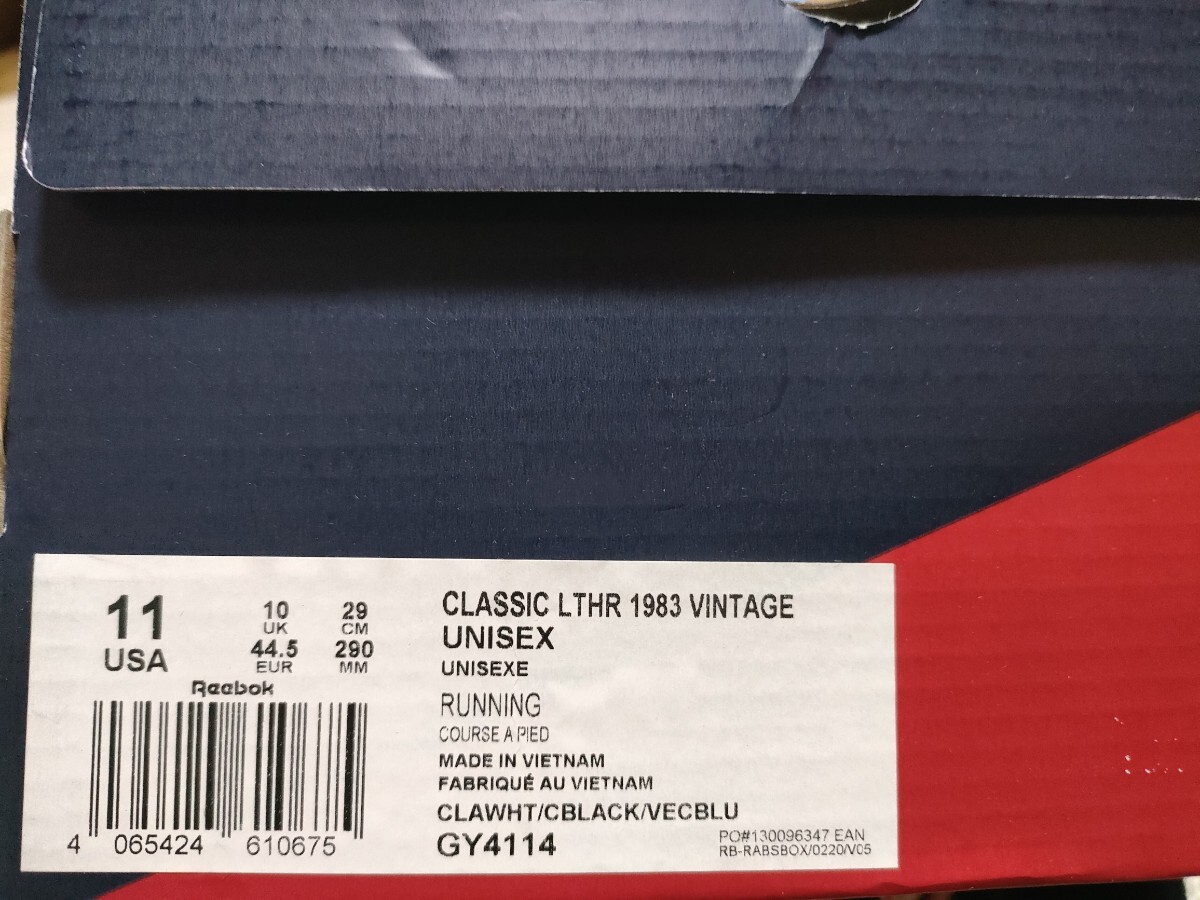 11
USA
10
UK
44.5
EUR
29
CM
290
MM
Reebok
4 065424 610675
CLASSIC LTHR 1983 VINTAGE
UNISEX
UNISEXE
RUNNING
COURSE A PIED
MADE IN VIETNAM
FABRIQUÉ AU VIETNAM
CLAWHT/CBLACK/VECBLU
GY4114
PO#130096347 EAN
RB-RABSBOX/0220/V05